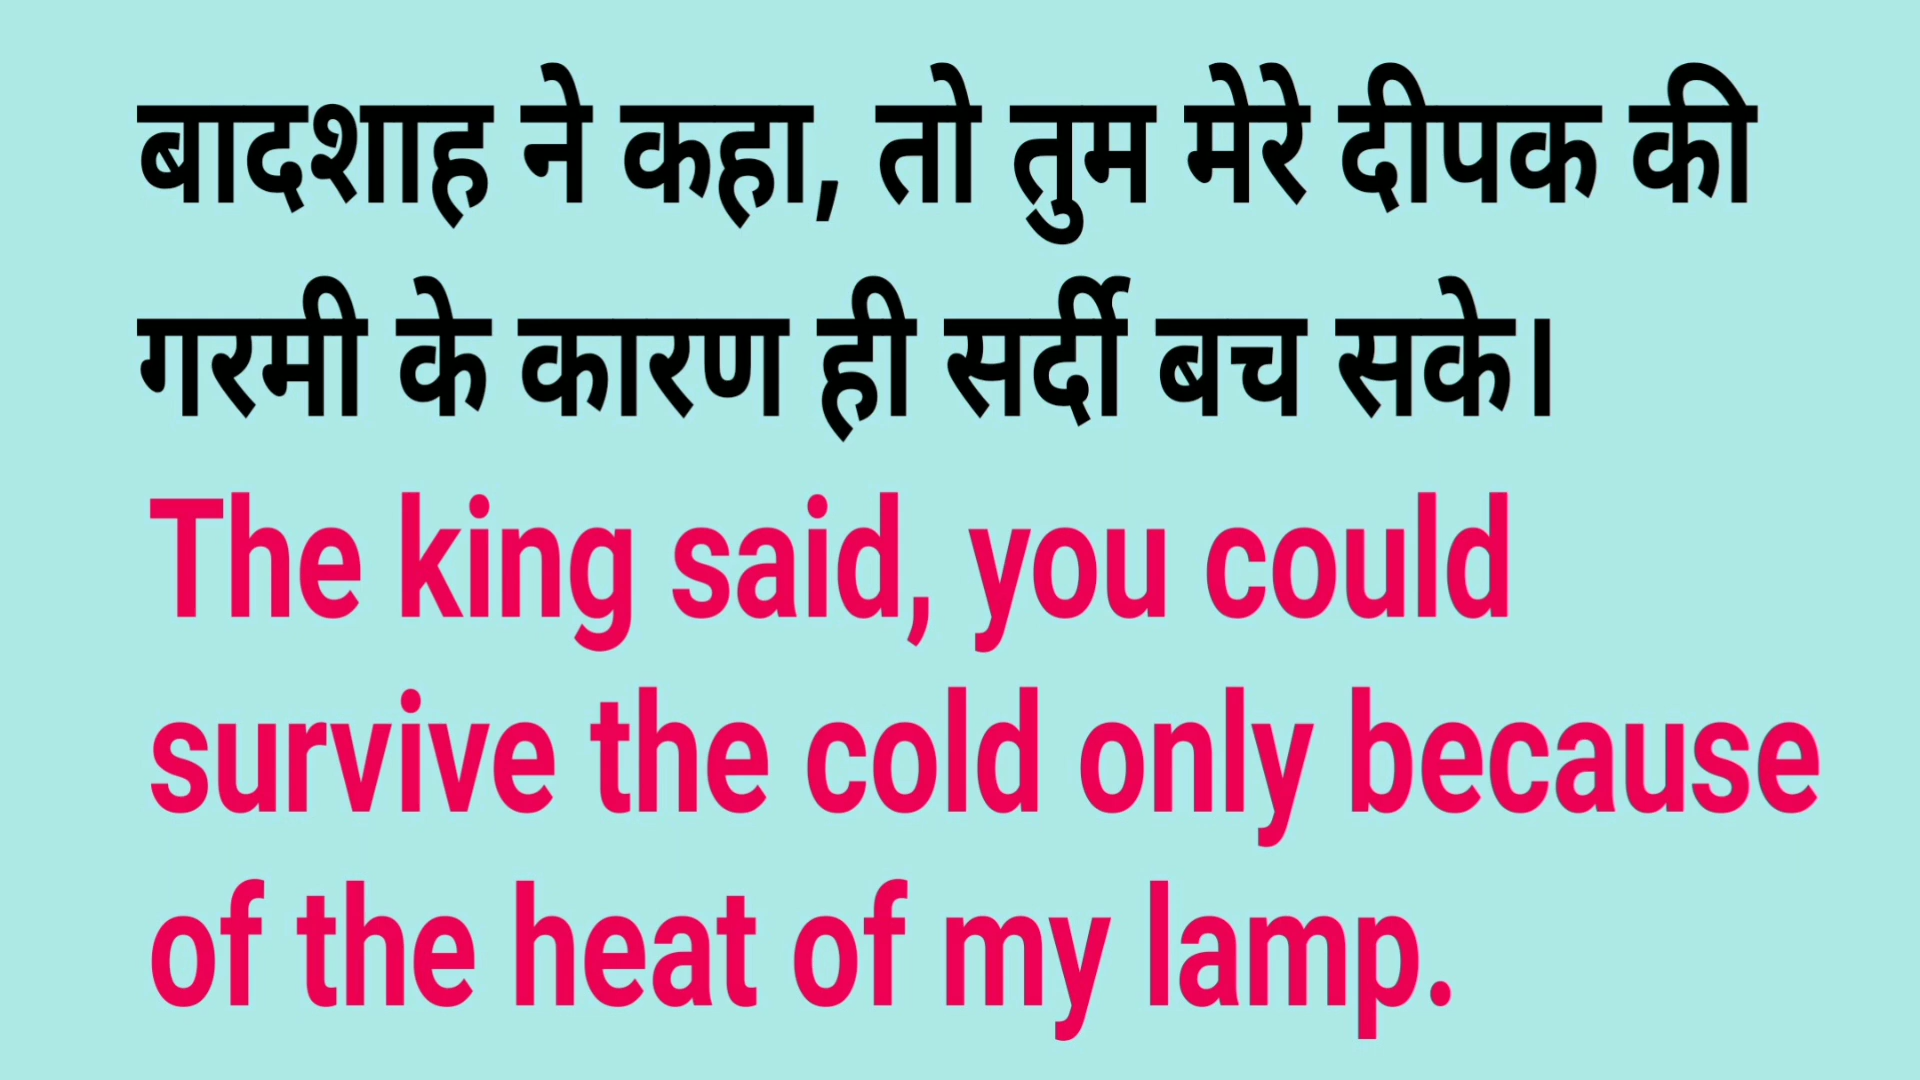 बादशाह ने कहा, तो तुम मेरे दीपक की
गरमी के कारण ही सर्दी बच सके।
The king said, you could
survive the cold only because
of the heat of my lamp.